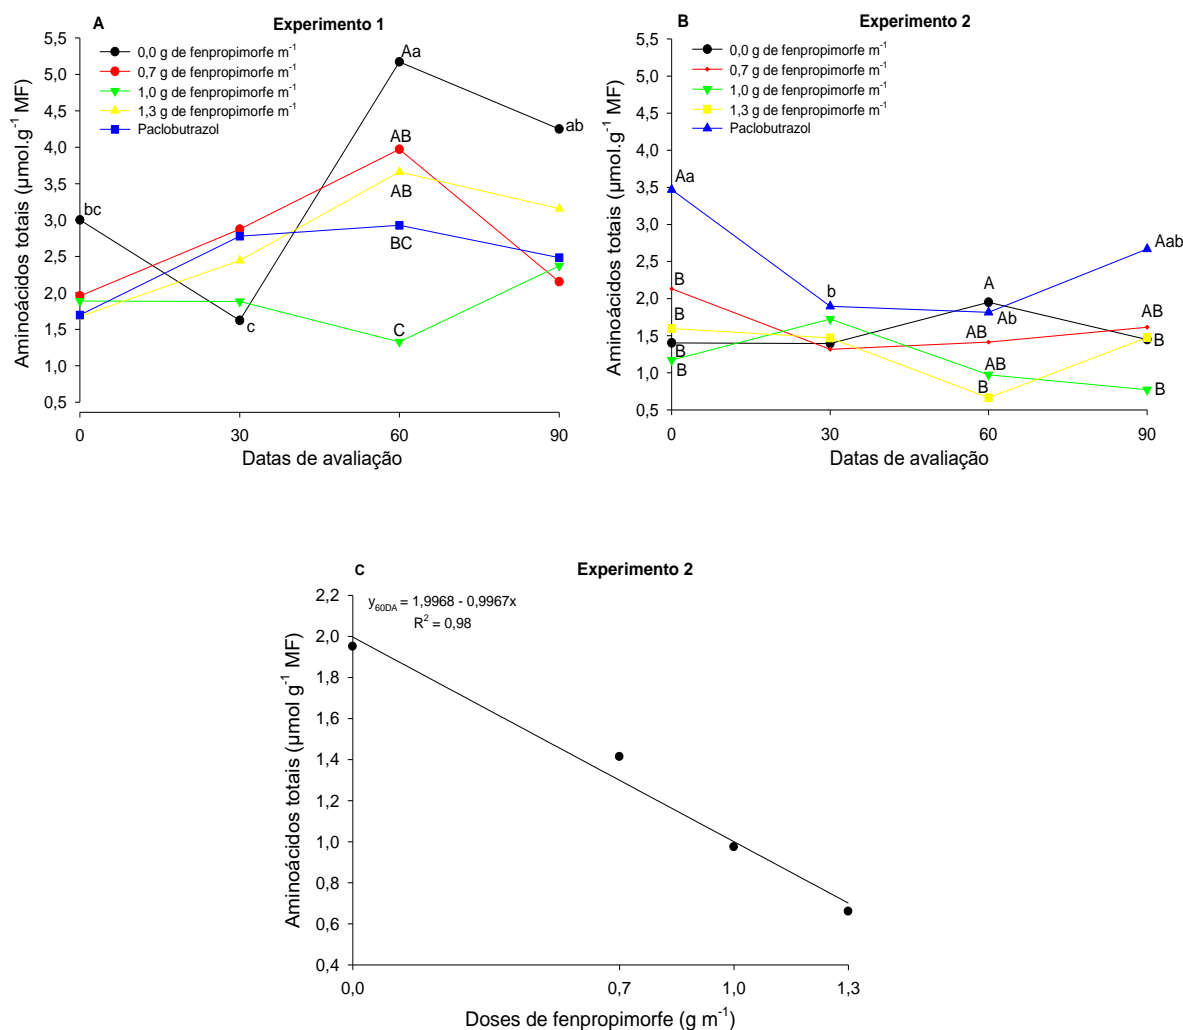 A
Experimento 1
5,5
5,0
4,5
4,0
3,5
3,0
2,5
2,0
1,5
1,0
0,5
Aminoácidos totais (µmol.g⁻¹ MF)
0,0 g de fenpropimorfe m⁻¹
0,7 g de fenpropimorfe m⁻¹
1,0 g de fenpropimorfe m⁻¹
1,3 g de fenpropimorfe m⁻¹
Paclobutrazol
Aa
ab
AB
AB
bc
BC
c
C
0 30 60 90
Datas de avaliação
B
Experimento 2
5,5
5,0
4,5
4,0
3,5
3,0
2,5
2,0
1,5
1,0
0,5
Aminoácidos totais (µmol.g⁻¹ MF)
0,0 g de fenpropimorfe m⁻¹
0,7 g de fenpropimorfe m⁻¹
1,0 g de fenpropimorfe m⁻¹
1,3 g de fenpropimorfe m⁻¹
Paclobutrazol
Aa
Aab
B
b
A
Ab
AB
B
AB
B
B
B
AB
B
B
0 30 60 90
Datas de avaliação
C
Experimento 2
y60DA = 1,9968 - 0,9967x
R² = 0,98
2,2
2,0
1,8
1,6
1,4
1,2
1,0
0,8
0,6
0,4
Aminoácidos totais (µmol g⁻¹ MF)
0,0 0,7 1,0 1,3
Doses de fenpropimorfe (g m⁻¹)